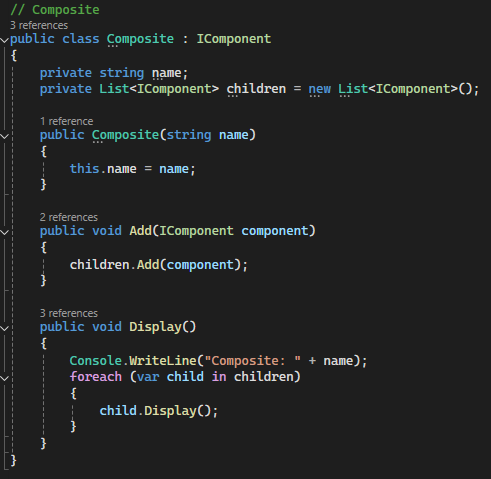 // Composite
3 references
public class Composite : IComponent
{
private string name;
private List<IComponent> children = new List<IComponent>();
1 reference
public Composite(string name)
{
this.name = name;
}
2 references
public void Add(IComponent component)
{
children.Add(component);
}
3 references
public void Display()
{
Console.WriteLine("Composite: " + name);
foreach (var child in children)
{
child.Display();
}
}
}